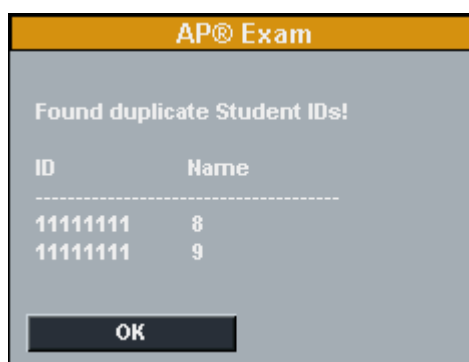 AP® Exam
Found duplicate Student IDs!
ID Name
-------------------------------------
11111111 8
11111111 9
OK